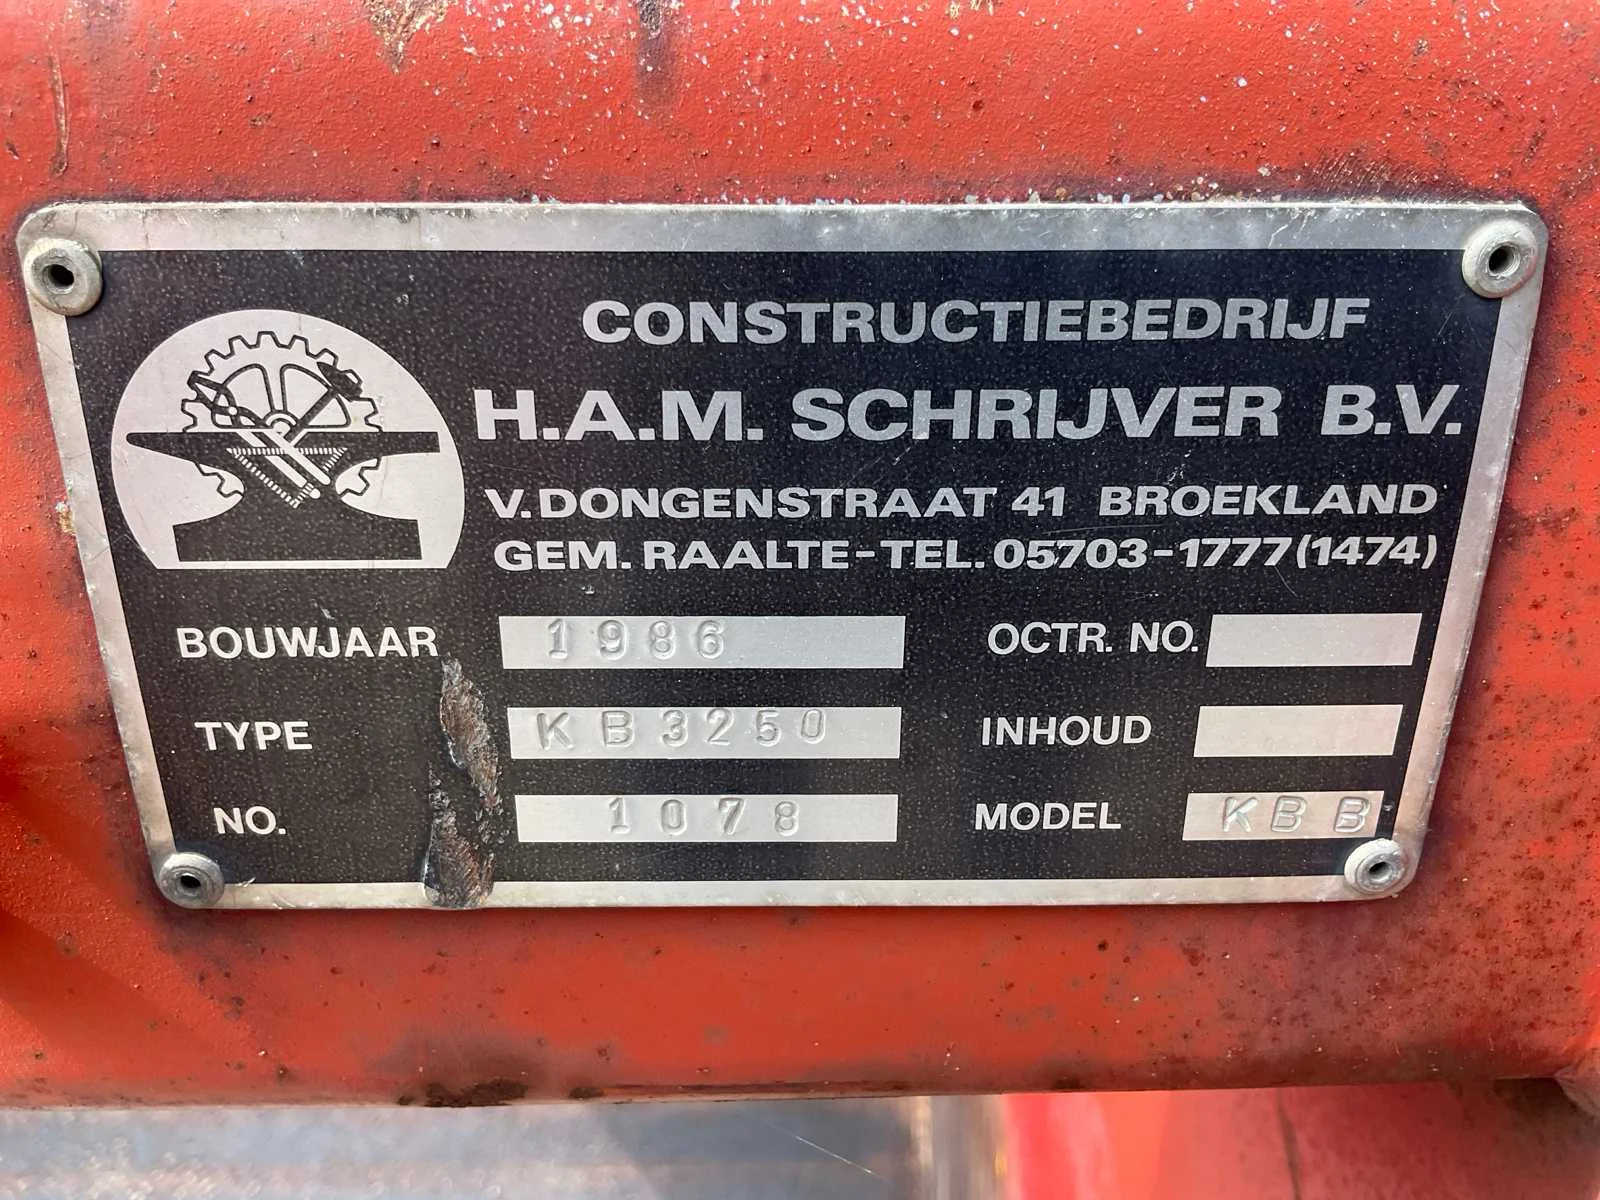 CONSTRUCTIEBEDRIJF
H.A.M. SCHRIJVER B.V.
V. DONGENSTRAAT 41 BROEKLAND
GEM. RAALTE-TEL. 05703-1777 (1474)
BOUWJAAR 1986 OCTR. NO.
TYPE KB3250 INHOUD
NO. 1078 MODEL KBB